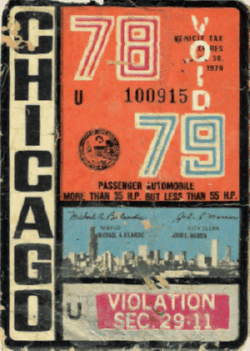 CHICAGO
78
VOID
VEHICLE TAX
1979
U 100915
79
PASSENGER AUTOMOBILE
MORE THAN 35 H.P. BUT LESS THAN 55 H.P.
MICHAEL A. BILANDIC
CITY CLERK
JOHN C. MARCIN
U
VIOLATION
SEC. 29-11